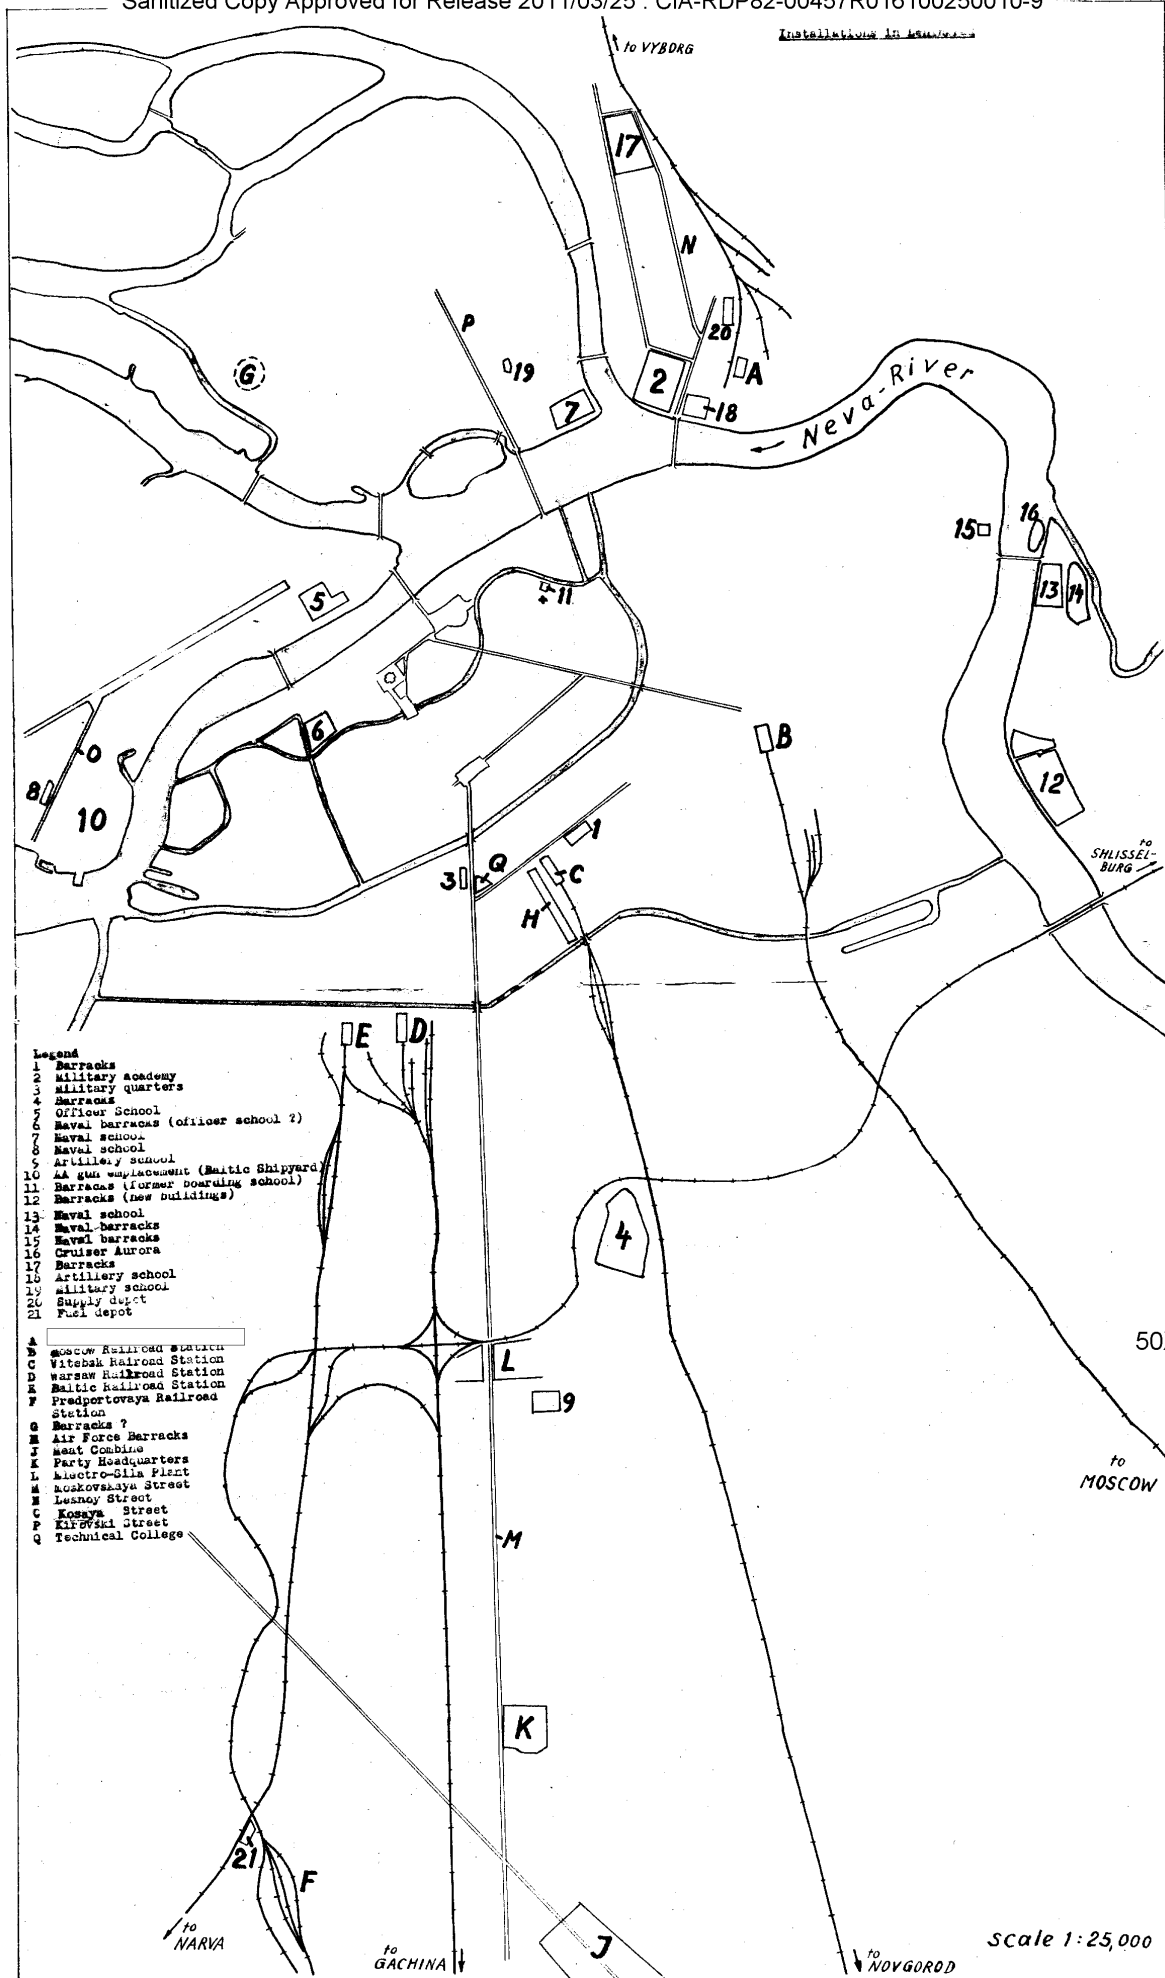 Sanitized Copy Approved for Release 2011/03/25 : CIA-RDP82-00457R016100250010-9
Installations in
to VYBORG
17
N
P
20
A
19
G
2
7
18
Neva-River
15
16
5
11
13
14
6
B
O
8
10
12
1
to
SHLISSEL-
BURG
3
Q
C
H
E
D
Legend
1 Barracks
2 Military academy
3 Military quarters
4 Barracks
5 Officer School
6 Naval barracks (officer school ?)
7 Naval school
8 Naval school
9 Artillery school
10 AA gun emplacement (Baltic Shipyard)
11 Barracks (former boarding school)
12 Barracks (new buildings)
13 Naval school
14 Naval barracks
15 Naval barracks
16 Cruiser Aurora
17 Barracks
18 Artillery school
19 Military school
20 Supply depot
21 Fuel depot
A
B Moscow Railroad Station
C Witebsk Railroad Station
D Warsaw Railroad Station
E Baltic Railroad Station
F Predportovaya Railroad
Station
G Barracks ?
H Air Force Barracks
J Meat Combine
K Party Headquarters
L Electro-Sila Plant
M Moskovskaya Street
N Lesnoy Street
O Kosaya Street
P Kirovski Street
Q Technical College
4
50
L
9
to
MOSCOW
M
K
21
F
to
NARVA
to
GACHINA
J
to
NOVGOROD
scale 1:25,000